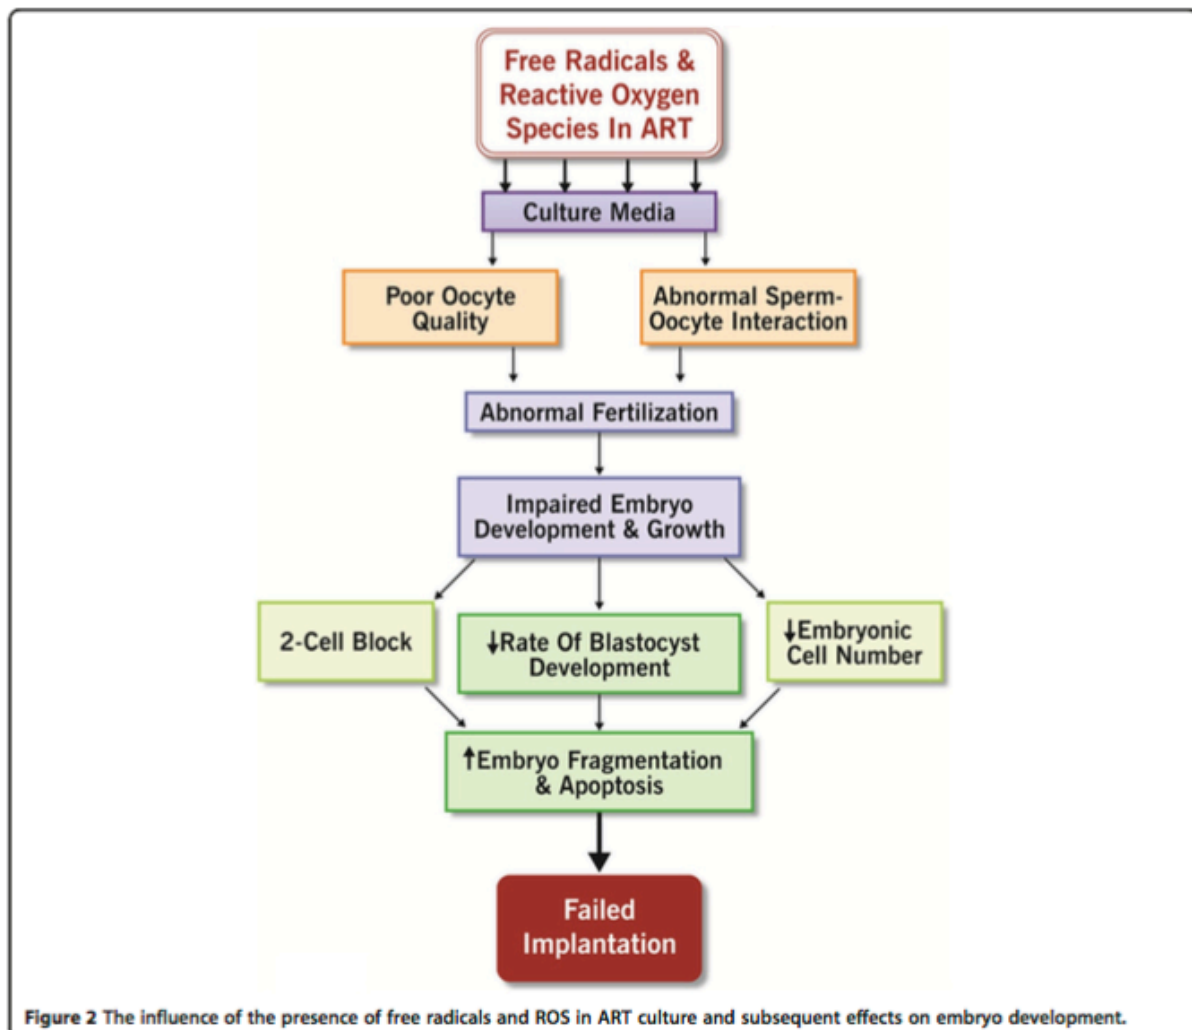 Free Radicals &
Reactive Oxygen
Species In ART
Culture Media
Poor Oocyte
Quality
Abnormal Sperm-
Oocyte Interaction
Abnormal Fertilization
Impaired Embryo
Development & Growth
2-Cell Block
↓Rate Of Blastocyst
Development
↓Embryonic
Cell Number
↑Embryo Fragmentation
& Apoptosis
Failed
Implantation
Figure 2 The influence of the presence of free radicals and ROS in ART culture and subsequent effects on embryo development.